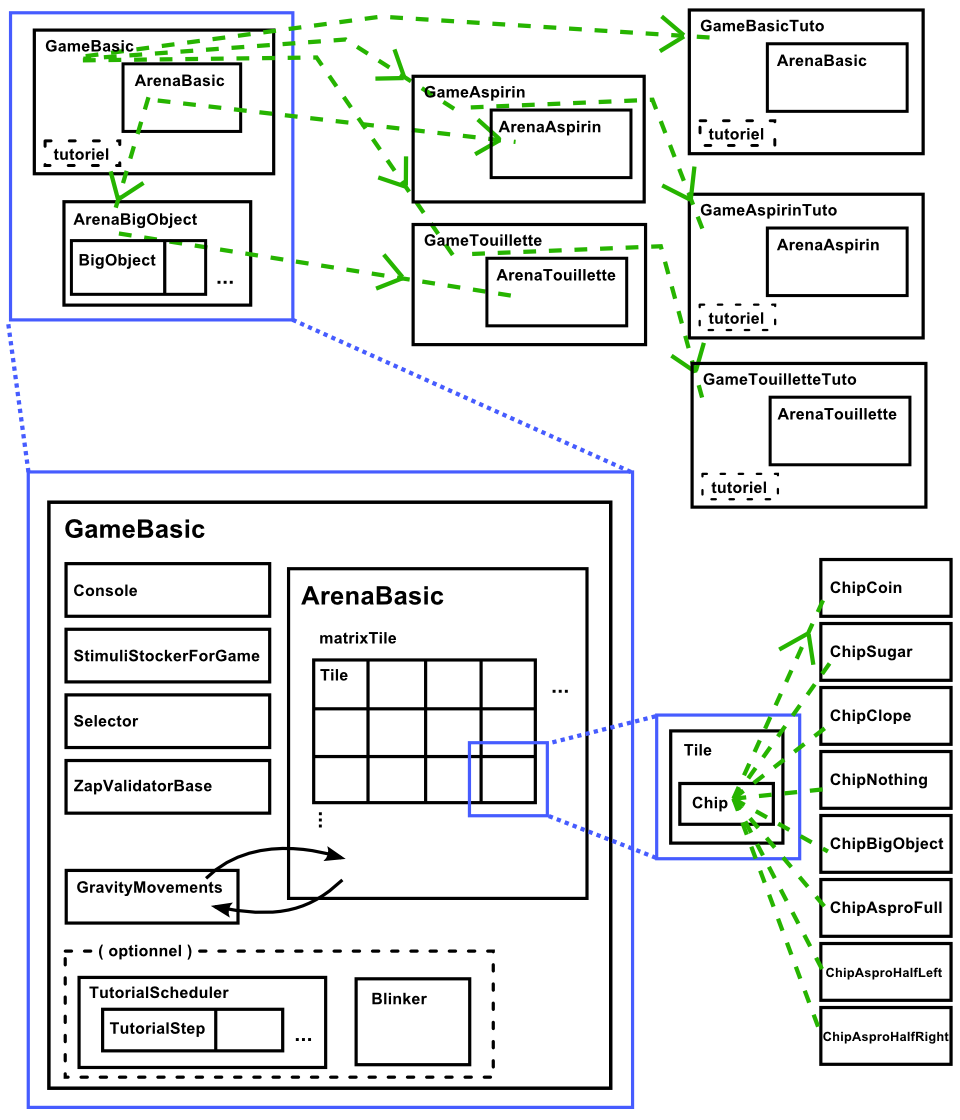 GameBasic
ArenaBasic
tutoriel
ArenaBigObject
BigObject
...
GameAspirin
ArenaAspirin
GameTouillette
ArenaTouillette
GameBasicTuto
ArenaBasic
tutoriel
GameAspirinTuto
ArenaAspirin
tutoriel
GameTouilletteTuto
ArenaTouillette
tutoriel
GameBasic
Console
StimuliStockerForGame
Selector
ZapValidatorBase
GravityMovements
ArenaBasic
matrixTile
Tile
...
...
( optionnel )
TutorialScheduler
TutorialStep
...
Blinker
Tile
Chip
ChipCoin
ChipSugar
ChipClope
ChipNothing
ChipBigObject
ChipAsproFull
ChipAsproHalfLeft
ChipAsproHalfRight